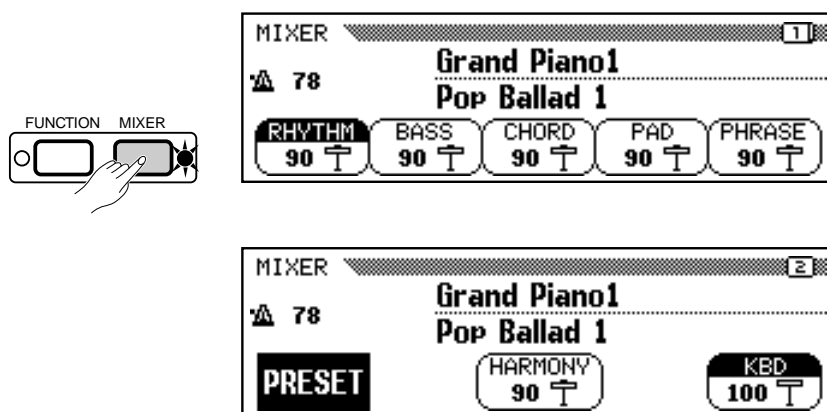 FUNCTION MIXER
MIXER 1
Grand Piano1
78
Pop Ballad 1
RHYTHM BASS CHORD PAD PHRASE
90 90 90 90 90
MIXER 2
Grand Piano1
78
Pop Ballad 1
PRESET HARMONY KBD
90 100